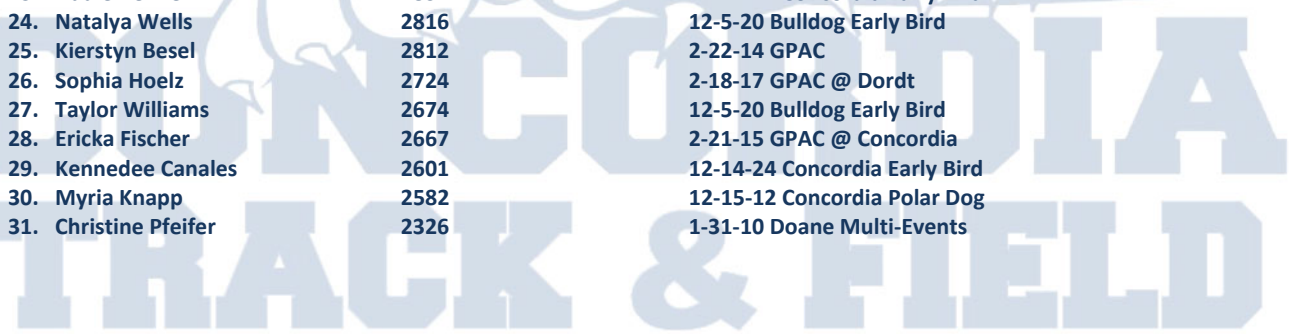 24. Natalya Wells 2816 12-5-20 Bulldog Early Bird
25. Kierstyn Besel 2812 2-22-14 GPAC
26. Sophia Hoelz 2724 2-18-17 GPAC @ Dordt
27. Taylor Williams 2674 12-5-20 Bulldog Early Bird
28. Ericka Fischer 2667 2-21-15 GPAC @ Concordia
29. Kennedee Canales 2601 12-14-24 Concordia Early Bird
30. Myria Knapp 2582 12-15-12 Concordia Polar Dog
31. Christine Pfeifer 2326 1-31-10 Doane Multi-Events
CONCORDIA
TRACK & FIELD